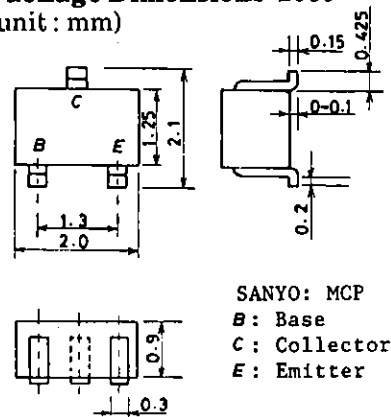 unit : mm)
0.15
0.425
C
B E
1.25
2.1
0-0.1
0.2
1.3
2.0
0.9
0.3
SANYO: MCP
B: Base
C: Collector
E: Emitter